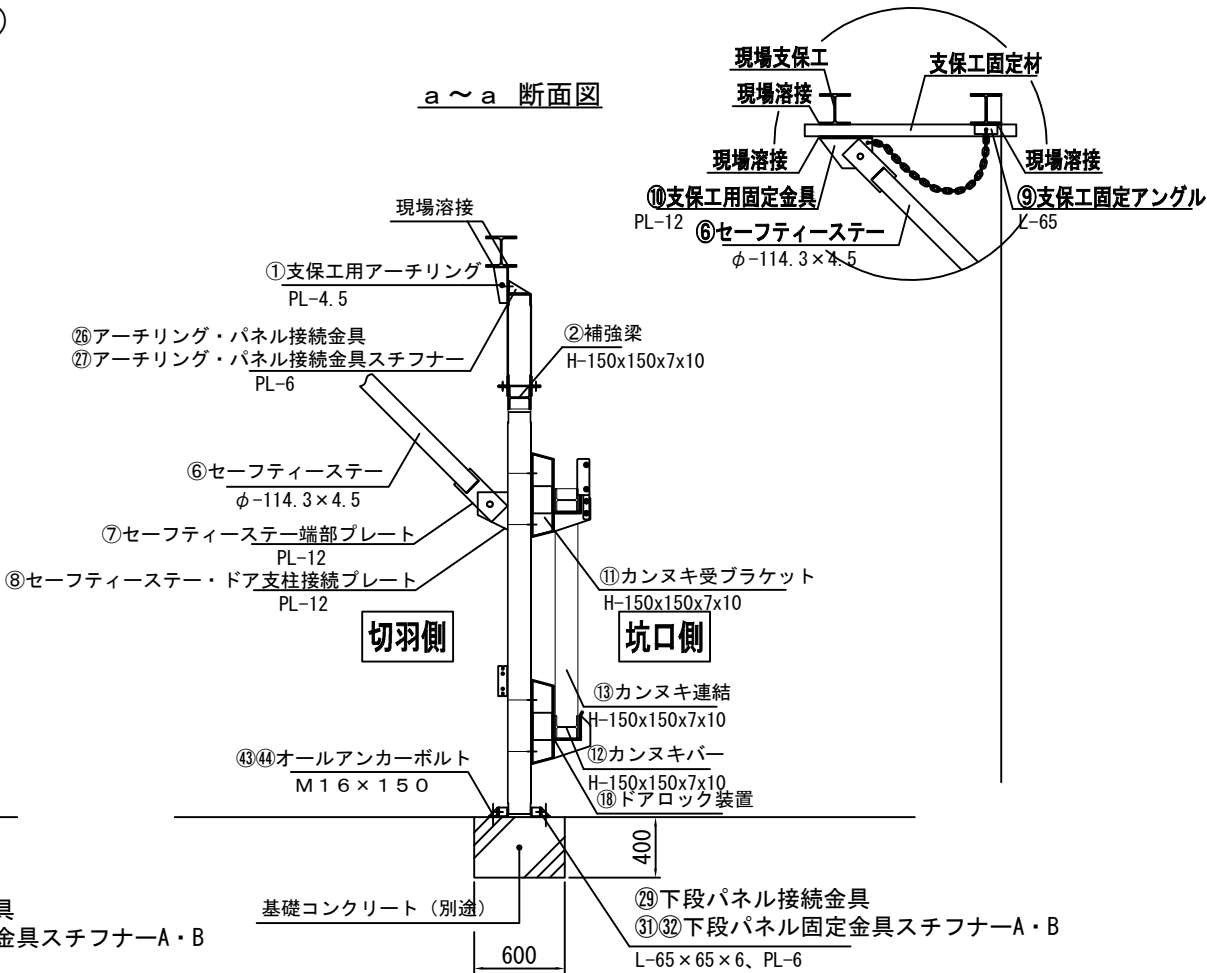 a～a 断面図
現場支保工
支保工固定材
現場溶接
現場溶接
現場溶接
⑩支保工用固定金具
PL-12
⑨支保工固定アングル
L-65
⑥セーフティーステー
φ-114.3×4.5
現場溶接
①支保工用アーチリング
PL-4.5
㉖アーチリング・パネル接続金具
㉗アーチリング・パネル接続金具スチフナー
PL-6
②補強梁
H-150x150x7x10
⑥セーフティーステー
φ-114.3×4.5
⑦セーフティーステー端部プレート
PL-12
⑧セーフティーステー・ドア支柱接続プレート
PL-12
⑪カンヌキ受ブラケット
H-150x150x7x10
切羽側
坑口側
⑬カンヌキ連結
H-150x150x7x10
⑫カンヌキバー
H-150x150x7x10
⑱ドアロック装置
㊸㊹オールアンカーボルト
M16×150
400
基礎コンクリート（別途）
600
㉙下段パネル接続金具
㉛㉜下段パネル固定金具スチフナーA・B
L-65×65×6、PL-6
具
金具スチフナーA・B